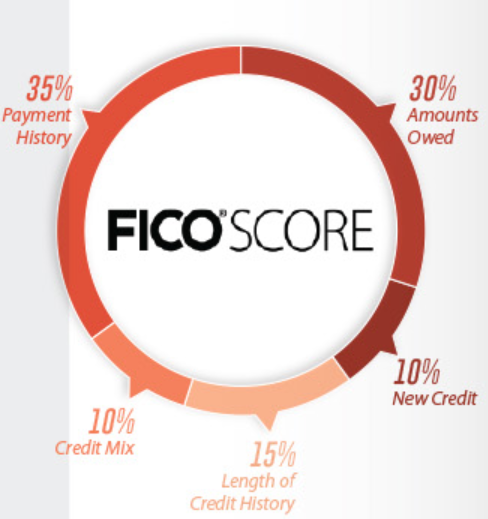 35%
Payment
History
30%
Amounts
Owed
FICO® SCORE
10%
New Credit
10%
Credit Mix
15%
Length of
Credit History